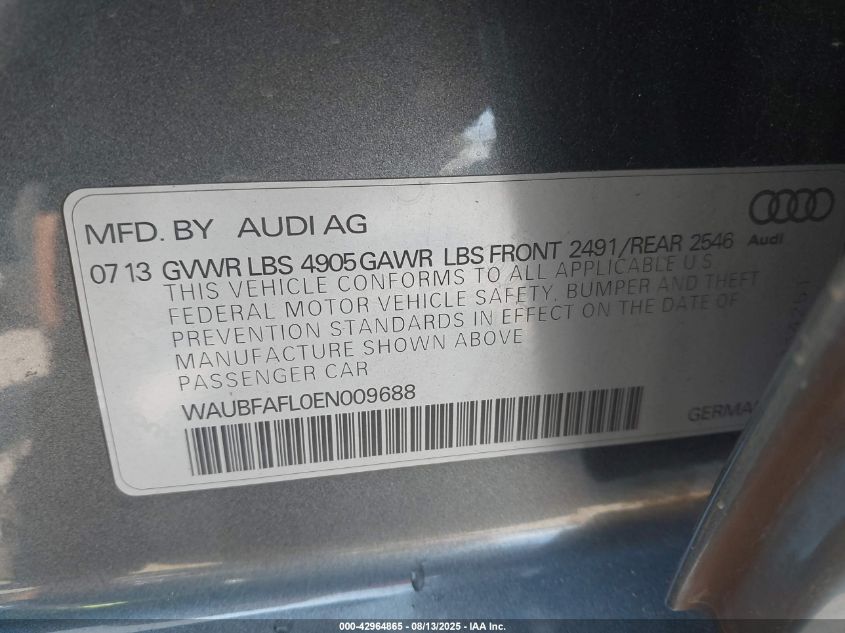 MFD. BY AUDI AG
07 13 GVWR LBS 4905 GAWR LBS FRONT 2491/REAR 2546
Audi
THIS VEHICLE CONFORMS TO ALL APPLICABLE U.S.
FEDERAL MOTOR VEHICLE SAFETY, BUMPER AND THEFT
PREVENTION STANDARDS IN EFFECT ON THE DATE OF
MANUFACTURE SHOWN ABOVE
PASSENGER CAR
WAUBFAFL0EN009688
000-42964865 - 08/13/2025 - IAA Inc.